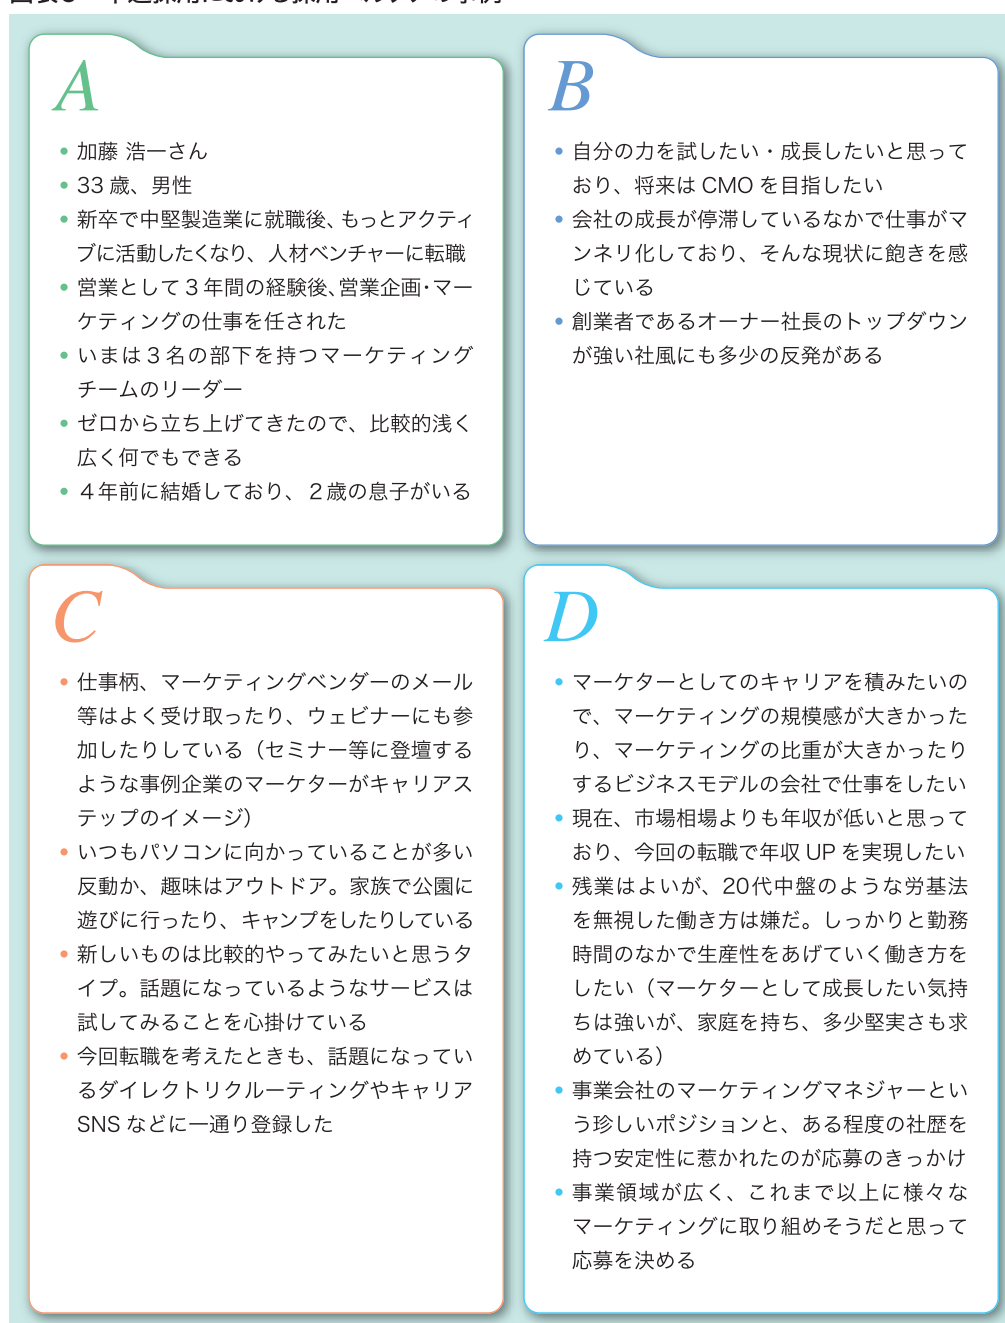 A
• 加藤 浩一さん
• 33歳、男性
• 新卒で中堅製造業に就職後、もっとアクティ
ブに活動したくなり、人材ベンチャーに転職
• 営業として3年間の経験後、営業企画・マー
ケティングの仕事を任された
• いまは3名の部下を持つマーケティング
チームのリーダー
• ゼロから立ち上げてきたので、比較的浅く
広く何でもできる
• 4年前に結婚しており、2歳の息子がいる
B
• 自分の力を試したい・成長したいと思って
おり、将来は CMO を目指したい
• 会社の成長が停滞しているなかで仕事がマ
ンネリ化しており、そんな現状に飽きを感
じている
• 創業者であるオーナー社長のトップダウン
が強い社風にも多少の反発がある
C
• 仕事柄、マーケティングベンダーのメール
等はよく受け取ったり、ウェビナーにも参
加したりしている（セミナー等に登壇する
ような事例企業のマーケターがキャリアス
テップのイメージ）
• いつもパソコンに向かっていることが多い
反動か、趣味はアウトドア。家族で公園に
遊びに行ったり、キャンプをしたりしている
• 新しいものは比較的やってみたいと思うタ
イプ。話題になっているようなサービスは
試してみることを心掛けている
• 今回転職を考えたときも、話題になってい
るダイレクトリクルーティングやキャリア
SNS などに一通り登録した
D
• マーケターとしてのキャリアを積みたいの
で、マーケティングの規模感が大きかった
り、マーケティングの比重が大きかったり
するビジネスモデルの会社で仕事をしたい
• 現在、市場相場よりも年収が低いと思って
おり、今回の転職で年収 UP を実現したい
• 残業はよいが、20代中盤のような労基法
を無視した働き方は嫌だ。しっかりと勤務
時間のなかで生産性をあげていく働き方を
したい（マーケターとして成長したい気持
ちは強いが、家庭を持ち、多少堅実さも求
めている）
• 事業会社のマーケティングマネジャーとい
う珍しいポジションと、ある程度の社歴を
持つ安定性に惹かれたのが応募のきっかけ
• 事業領域が広く、これまで以上に様々な
マーケティングに取り組めそうだと思って
応募を決める